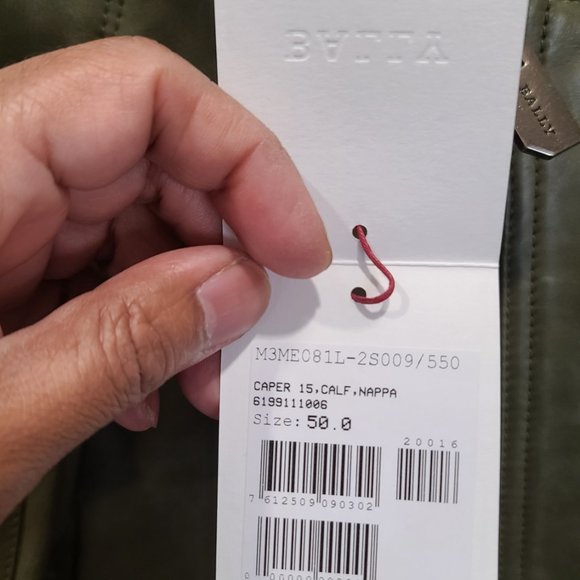 BALLY
BALLY
M3ME081L-2S009/550
CAPER 15,CALF,NAPPA
6199111006
Size: 50.0
20016
7 612509 090302